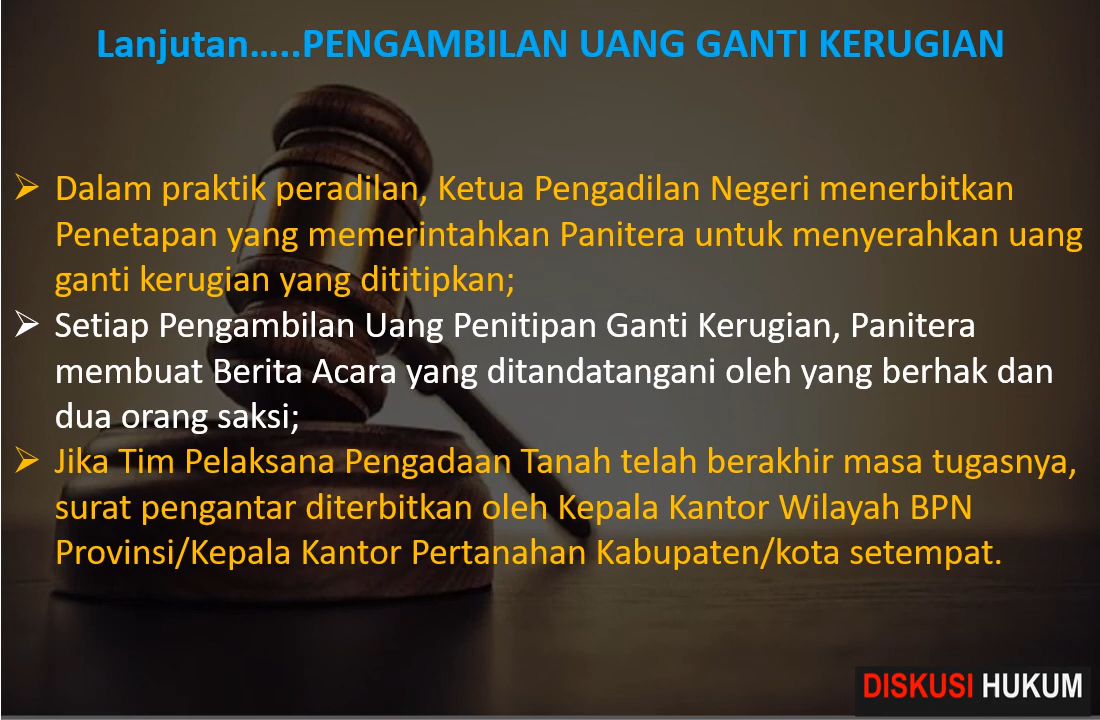 Lanjutan…..PENGAMBILAN UANG GANTI KERUGIAN
➢ Dalam praktik peradilan, Ketua Pengadilan Negeri menerbitkan
Penetapan yang memerintahkan Panitera untuk menyerahkan uang
ganti kerugian yang dititipkan;
➢ Setiap Pengambilan Uang Penitipan Ganti Kerugian, Panitera
membuat Berita Acara yang ditandatangani oleh yang berhak dan
dua orang saksi;
➢ Jika Tim Pelaksana Pengadaan Tanah telah berakhir masa tugasnya,
surat pengantar diterbitkan oleh Kepala Kantor Wilayah BPN
Provinsi/Kepala Kantor Pertanahan Kabupaten/kota setempat.
DISKUSI HUKUM